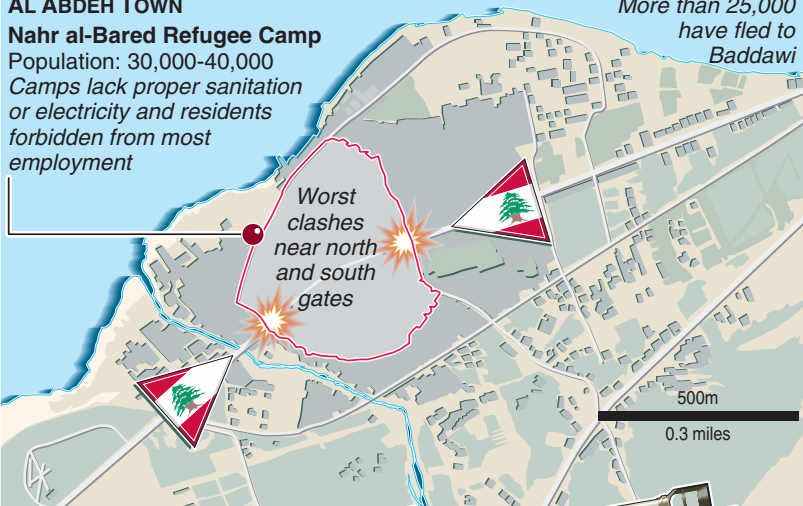 AL ABDEH TOWN
Nahr al-Bared Refugee Camp
Population: 30,000-40,000
Camps lack proper sanitation
or electricity and residents
forbidden from most
employment
More than 25,000
have fled to
Baddawi
Worst
clashes
near north
and south
gates
500m
0.3 miles